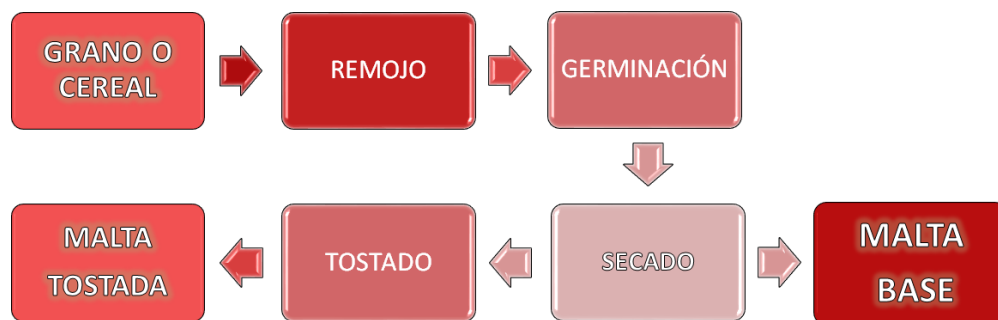 GRANO O
CEREAL
REMOJO
GERMINACIÓN
MALTA
TOSTADA
TOSTADO
SECADO
MALTA
BASE